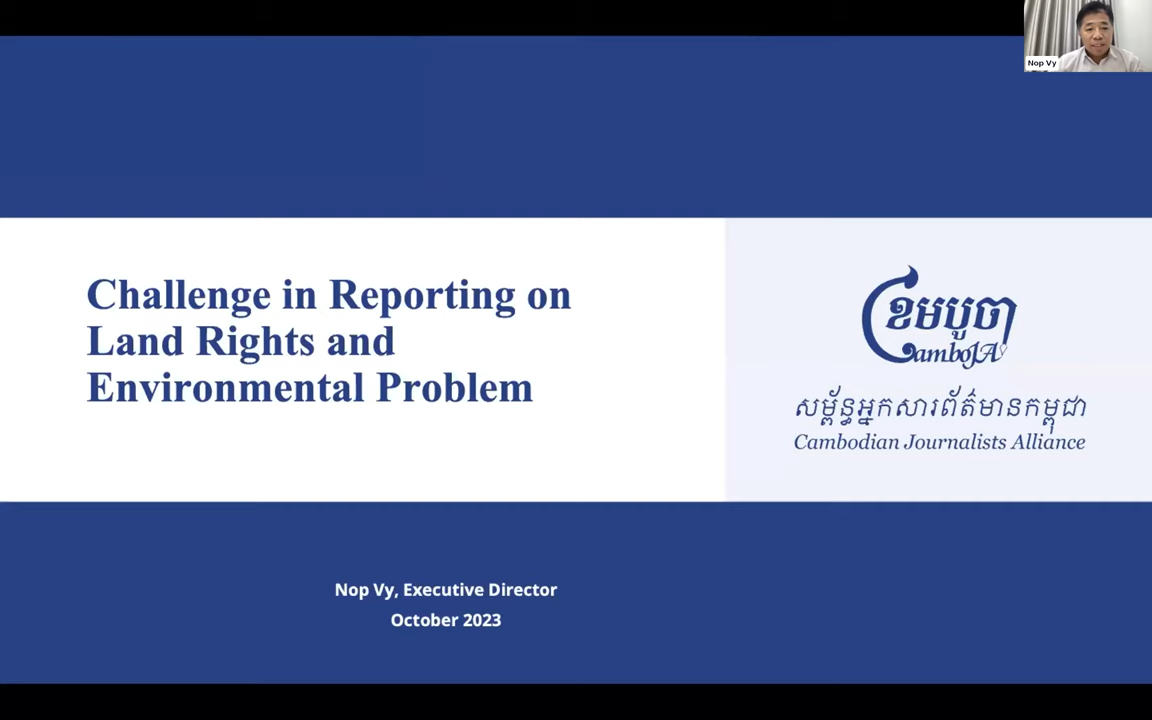 Nop Vy
Challenge in Reporting on
Land Rights and
Environmental Problem
ខែមបូចា
CamboJA
សម្ព័ន្ធអ្នកសារព័ត៌មានកម្ពុជា
Cambodian Journalists Alliance
Nop Vy, Executive Director
October 2023